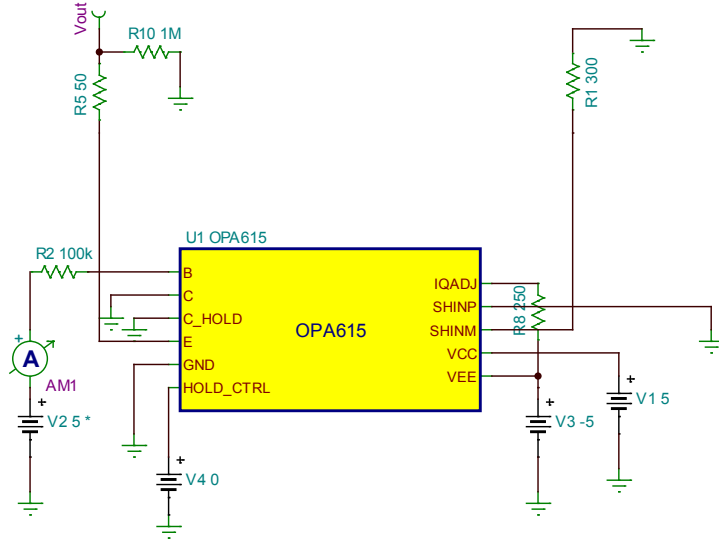 Vout
R10 1M
R5 50
R1 300
U1 OPA615
R2 100k
B
C
C_HOLD
E
GND
HOLD_CTRL
OPA615
IQADJ
SHINP
SHINM
VCC
VEE
R8 250
+
A
AM1
+
V2 5 *
+
V4 0
+
V3 -5
+
V1 5